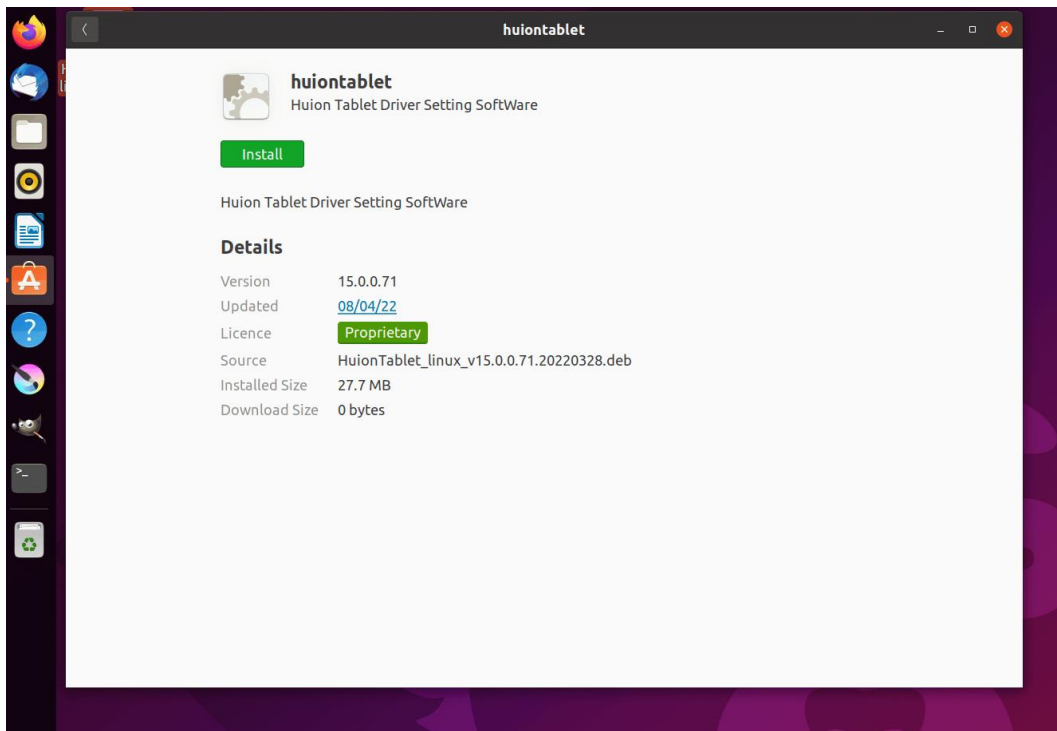 huiontablet
huiontablet
Huion Tablet Driver Setting SoftWare
Install
Huion Tablet Driver Setting SoftWare
Details
Version 15.0.0.71
Updated 08/04/22
Licence Proprietary
Source HuionTablet_linux_v15.0.0.71.20220328.deb
Installed Size 27.7 MB
Download Size 0 bytes